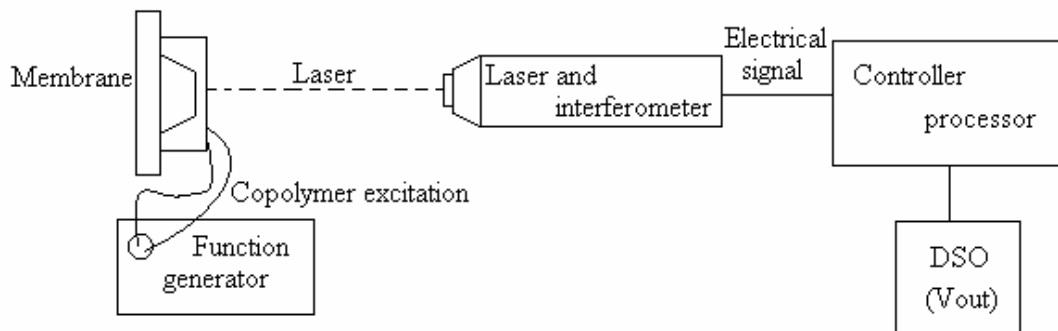 Membrane
Laser
Laser and
interferometer
Electrical
signal
Controller
processor
Copolymer excitation
Function
generator
DSO
(Vout)